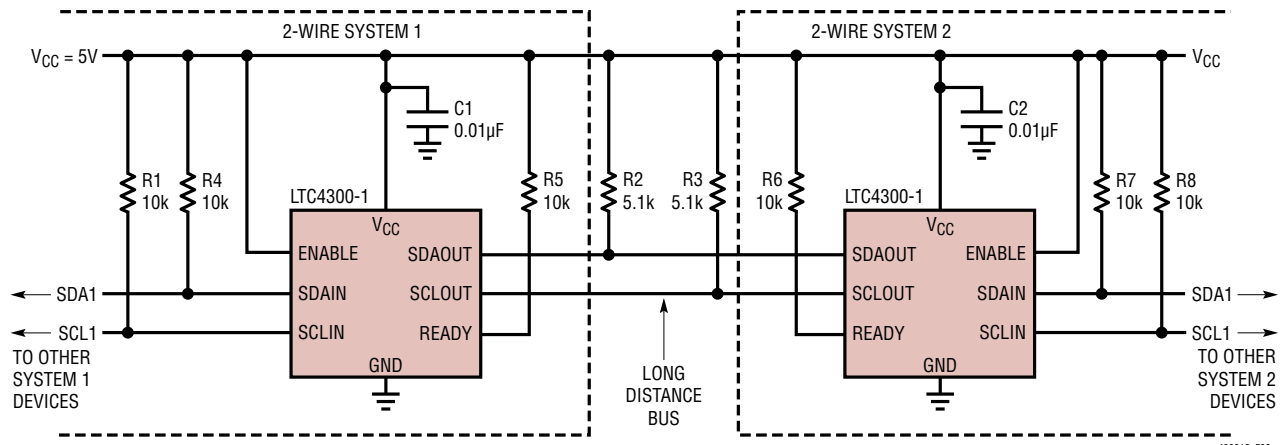 2-WIRE SYSTEM 1
2-WIRE SYSTEM 2
VCC = 5V
VCC
C1
0.01µF
C2
0.01µF
R1
10k
R4
10k
R5
10k
R2
5.1k
R3
5.1k
R6
10k
R7
10k
R8
10k
LTC4300-1
VCC
ENABLE
SDAOUT
SDAIN
SCLOUT
SCLIN
READY
GND
LTC4300-1
VCC
SDAOUT
ENABLE
SCLOUT
SDAIN
READY
SCLIN
GND
SDA1
SCL1
TO OTHER
SYSTEM 1
DEVICES
LONG
DISTANCE
BUS
SDA1
SCL1
TO OTHER
SYSTEM 2
DEVICES